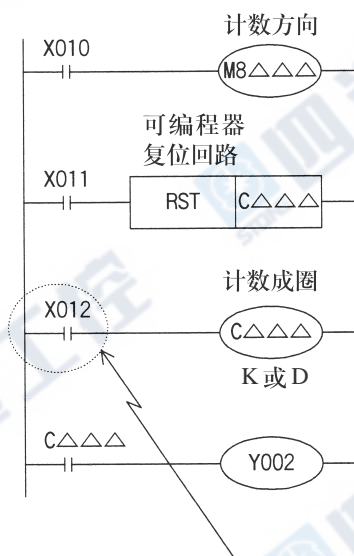 计数方向
X010
M8△△△
可编程器
复位回路
X011
RST
C△△△
计数成圈
X012
C△△△
K或D
C△△△
Y002